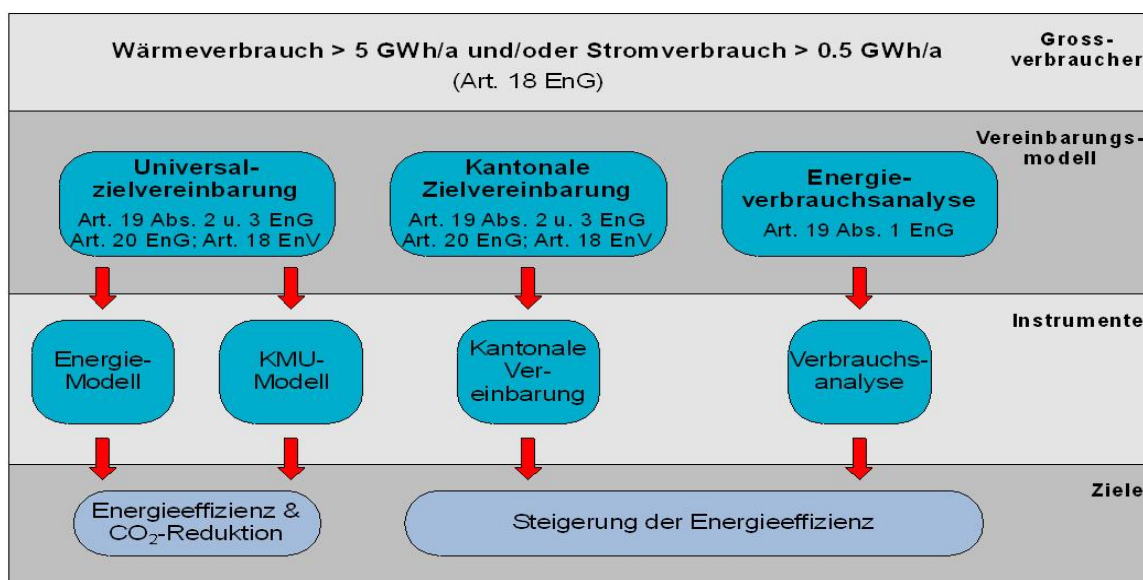 Wärmeverbrauch > 5 GWh/a und/oder Stromverbrauch > 0.5 GWh/a
(Art. 18 EnG)
Gross-
verbraucher
Vereinbarungs-
modell
Universal-
zielvereinbarung
Art. 19 Abs. 2 u. 3 EnG
Art. 20 EnG; Art. 18 EnV
Kantonale
Zielvereinbarung
Art. 19 Abs. 2 u. 3 EnG
Art. 20 EnG; Art. 18 EnV
Energie-
verbrauchsanalyse
Art. 19 Abs. 1 EnG
Instrumente
Energie-
Modell
KMU-
Modell
Kantonale
Ver-
einbarung
Verbrauchs-
analyse
Ziele
Energieeffizienz &
CO₂-Reduktion
Steigerung der Energieeffizienz